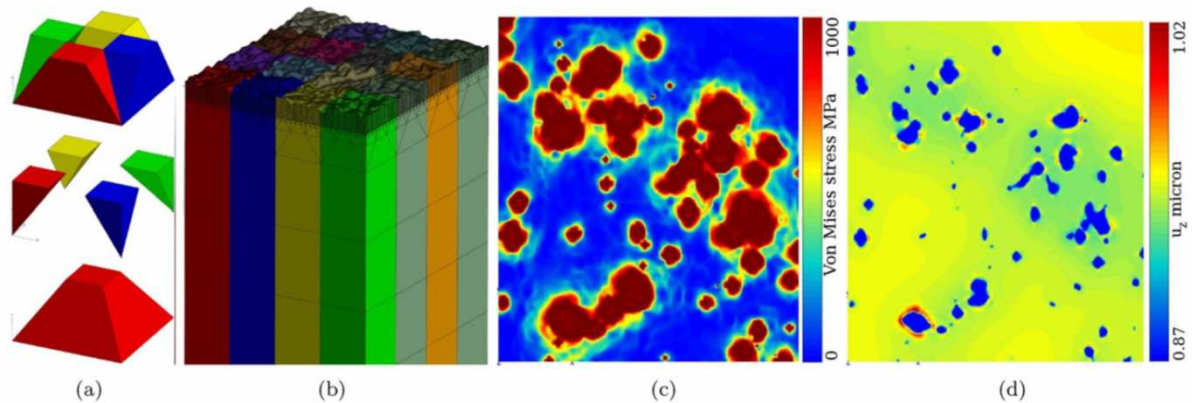 1000
Von Mises stress MPa
0
1.02
u_z micron
0.87
(a)
(b)
(c)
(d)